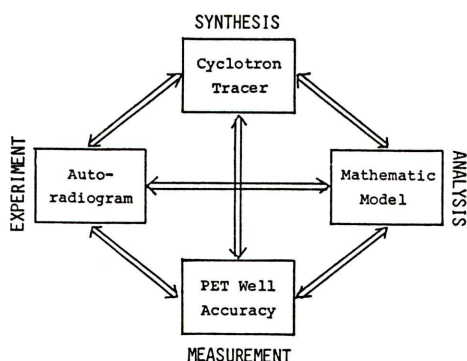 SYNTHESIS
Cyclotron
Tracer
EXPERIMENT
Auto-
radiogram
Mathematic
Model
ANALYSIS
PET Well
Accuracy
MEASUREMENT